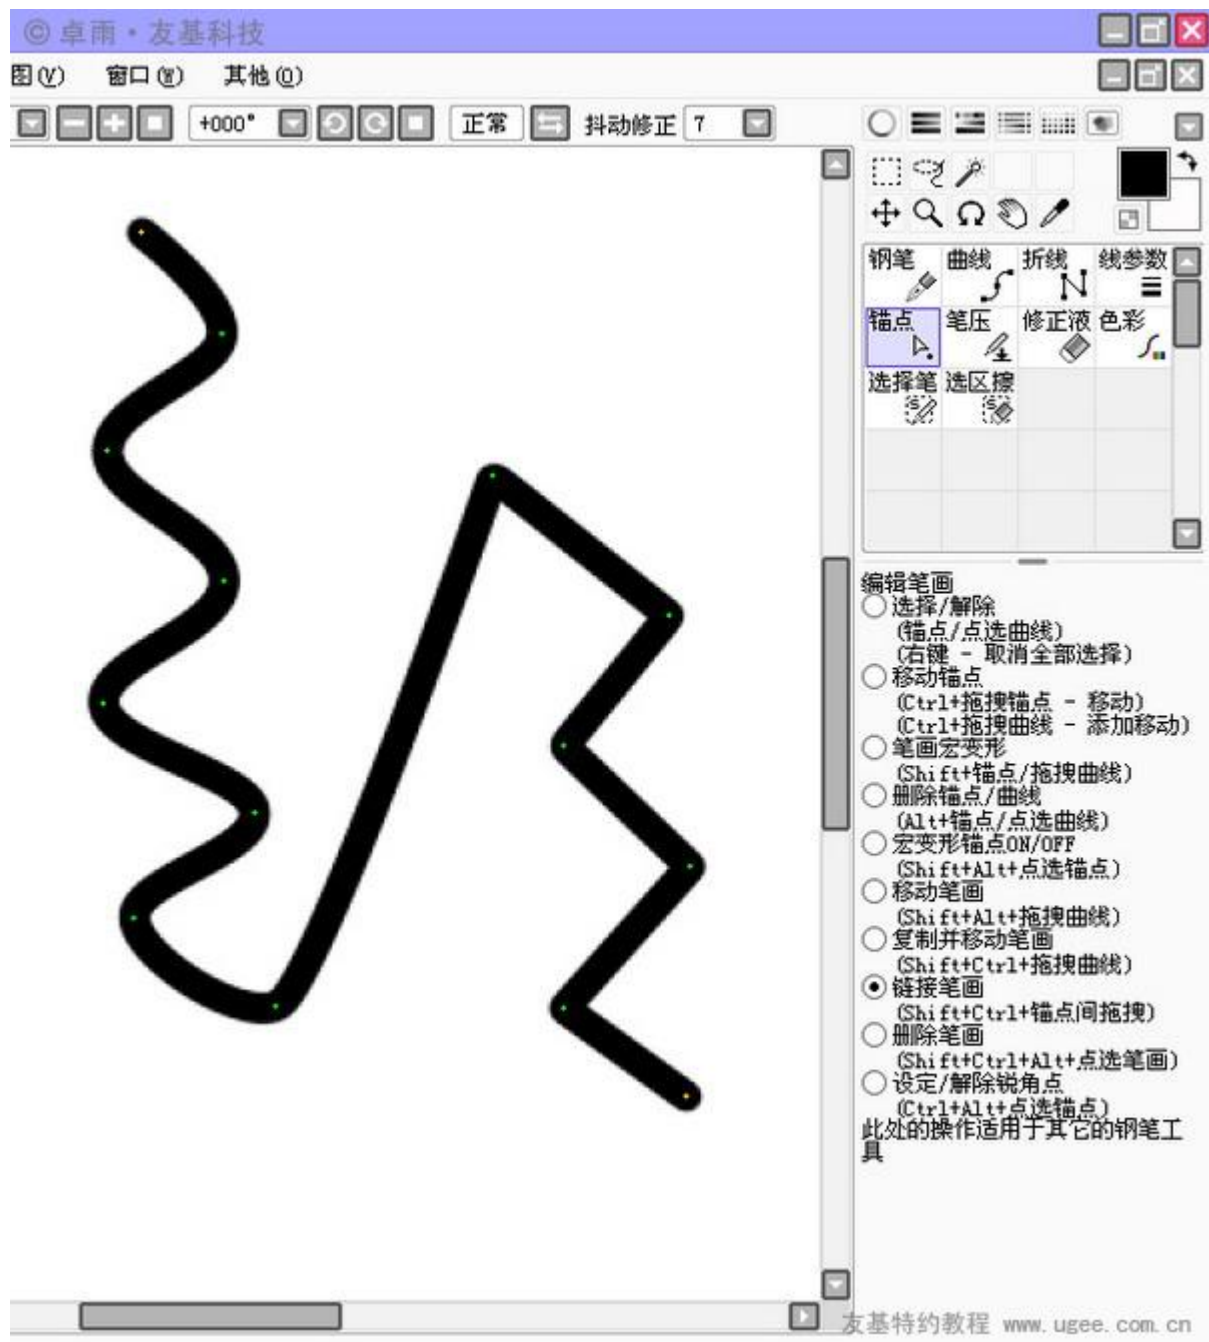 © 卓雨·友基科技
图(V) 窗口(W) 其他(O)
+000° 正常 抖动修正 7
钢笔 曲线 折线 线参数
锚点 笔压 修正液 色彩
选择笔 选区擦
编辑笔画
选择/解除
(锚点/点选曲线)
(右键 - 取消全部选择)
移动锚点
(Ctrl+拖拽锚点 - 移动)
(Ctrl+拖拽曲线 - 添加移动)
笔画宏变形
(Shift+锚点/拖拽曲线)
删除锚点/曲线
(Alt+锚点/点选曲线)
宏变形锚点ON/OFF
(Shift+Alt+点选锚点)
移动笔画
(Shift+Alt+拖拽曲线)
复制并移动笔画
(Shift+Ctrl+拖拽曲线)
链接笔画
(Shift+Ctrl+锚点间拖拽)
删除笔画
(Shift+Ctrl+Alt+点选笔画)
设定/解除锐角点
(Ctrl+Alt+点选锚点)
此处的操作适用于其它的钢笔工
具
友基特约教程 www.ugee.com.cn